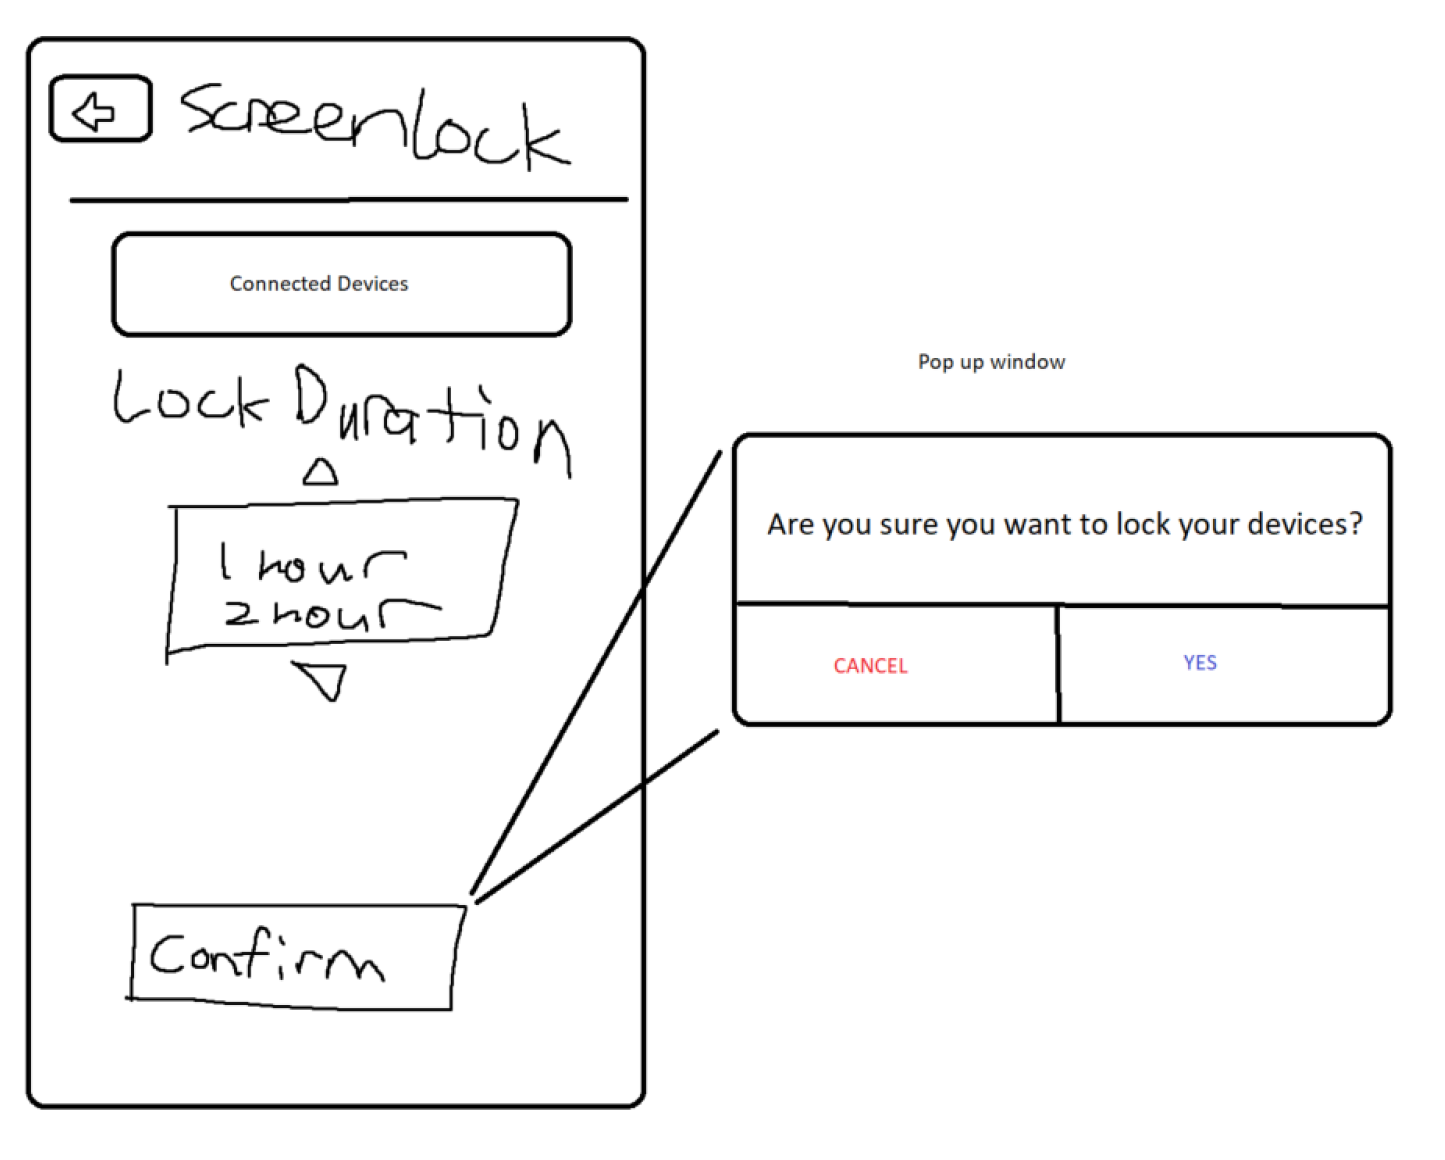 Screenlock
Connected Devices
Lock Duration
1 hour
2 hour
Confirm
Pop up window
Are you sure you want to lock your devices?
CANCEL
YES